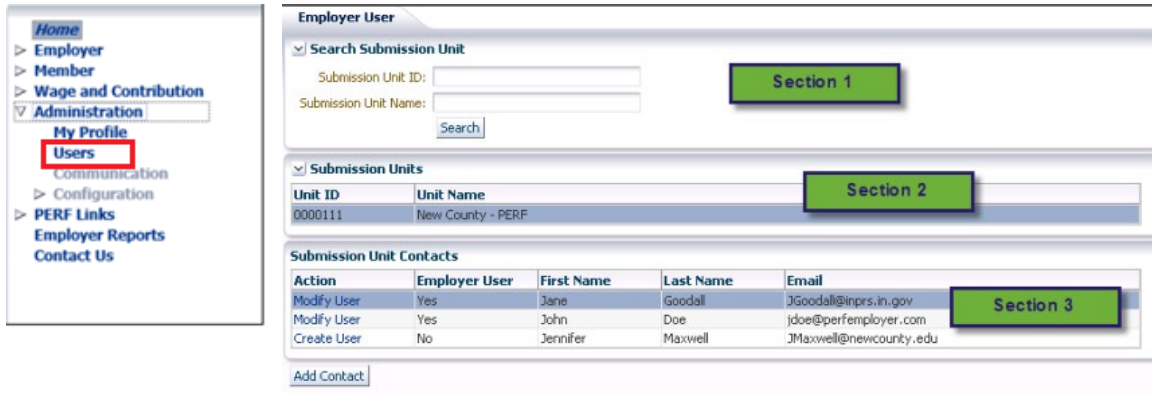 Home
Employer
Member
Wage and Contribution
Administration
My Profile
Users
Communication
Configuration
PERF Links
Employer Reports
Contact Us
Employer User
Search Submission Unit
Submission Unit ID:
Submission Unit Name:
Search
Section 1
Submission Units
Unit ID Unit Name
0000111 New County - PERF
Section 2
Submission Unit Contacts
Action Employer User First Name Last Name Email
Modify User Yes Jane Goodall JGoodall@inprs.in.gov
Modify User Yes John Doe jdoe@perfemployer.com
Create User No Jennifer Maxwell JMaxwell@newcounty.edu
Section 3
Add Contact